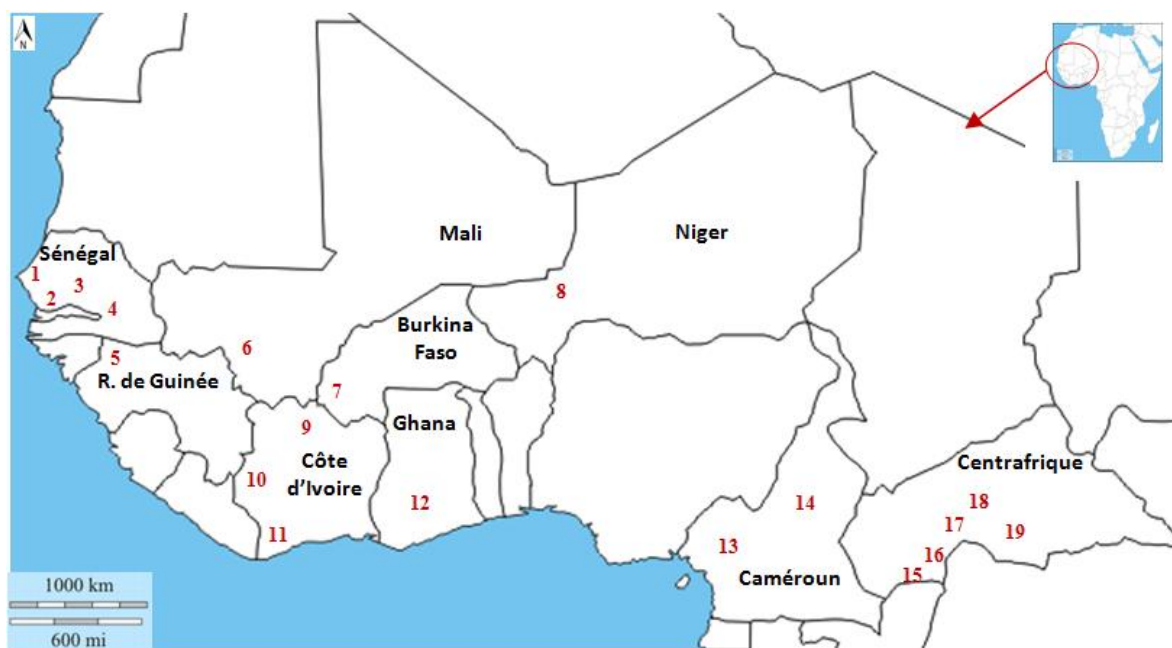 N
Mali
Niger
Sénégal
1
3
2
4
8
Burkina
Faso
6
5
R. de Guinée
7
Ghana
9
Côte
d'Ivoire
10
Centrafrique
12
14
18
11
17
19
13
16
Caméroun
15
1000 km
600 mi